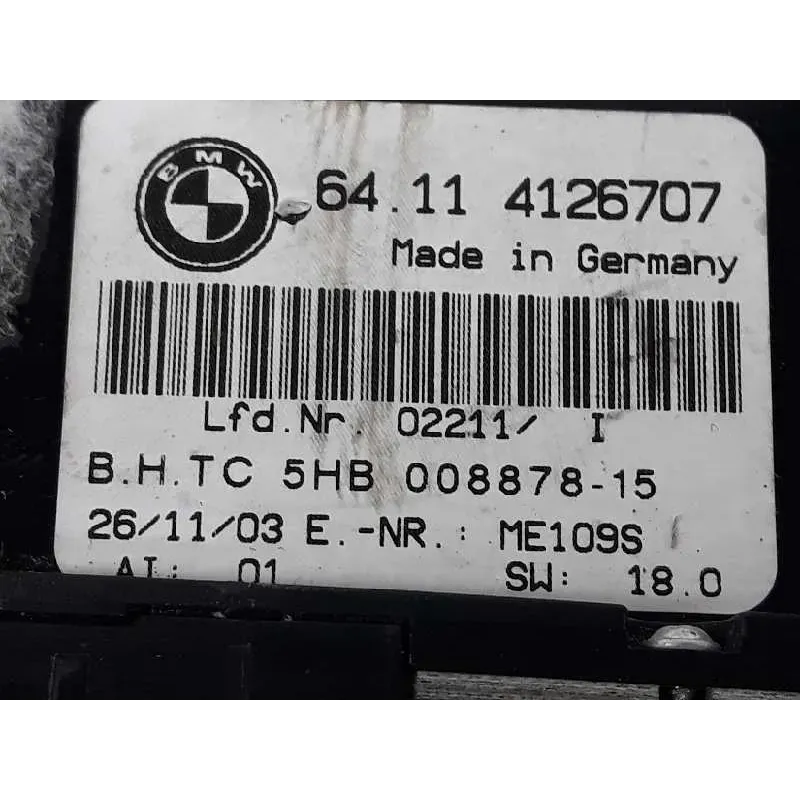 BMW
64.11 4126707
Made in Germany
Lfd.Nr. 02211/ I
B.H.TC 5HB 008878-15
26/11/03 E.-NR.: ME109S
AI: 01 SW: 18.0